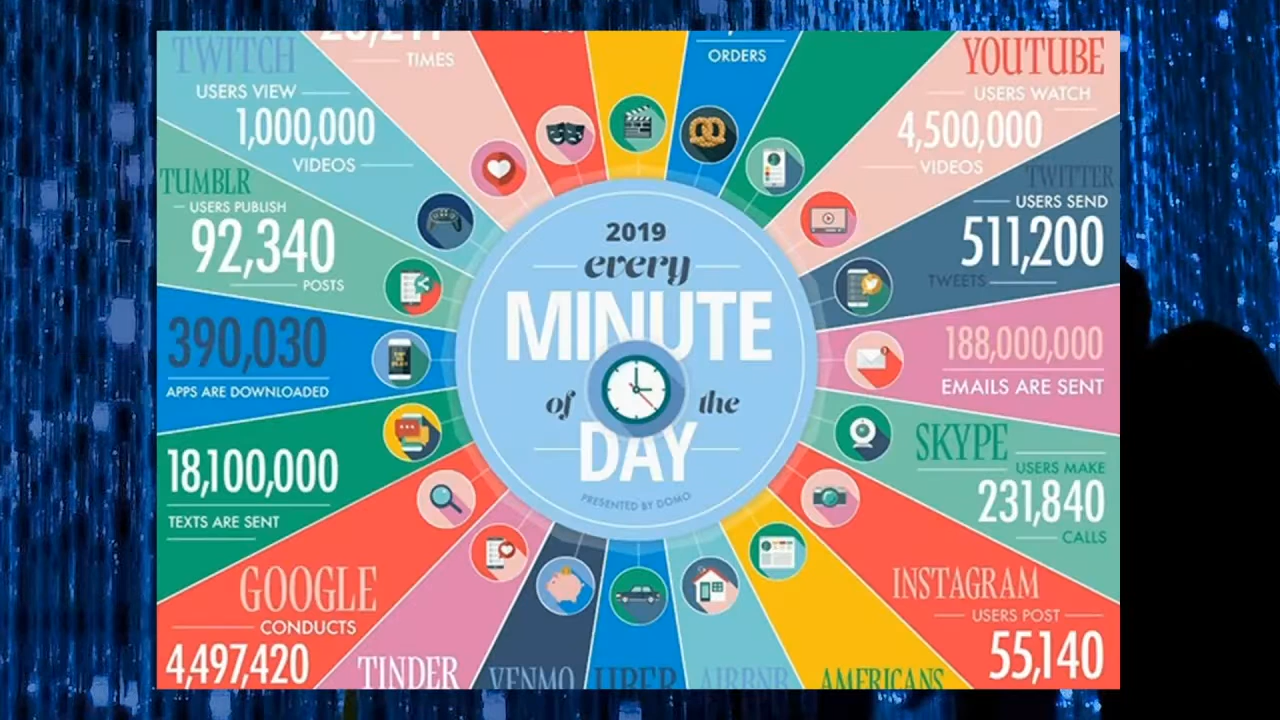 2019
every
MINUTE
of the
DAY
PRESENTED BY DOMO
TIMES
ORDERS
YOUTUBE
USERS WATCH
4,500,000
VIDEOS
TWITTER
USERS SEND
511,200
TWEETS
188,000,000
EMAILS ARE SENT
SKYPE
USERS MAKE
231,840
CALLS
INSTAGRAM
USERS POST
55,140
AMERICANS
AIRBNB
UBER
VENMO
TINDER
GOOGLE
CONDUCTS
4,497,420
18,100,000
TEXTS ARE SENT
390,030
APPS ARE DOWNLOADED
TUMBLR
USERS PUBLISH
92,340
POSTS
TWITCH
USERS VIEW
1,000,000
VIDEOS